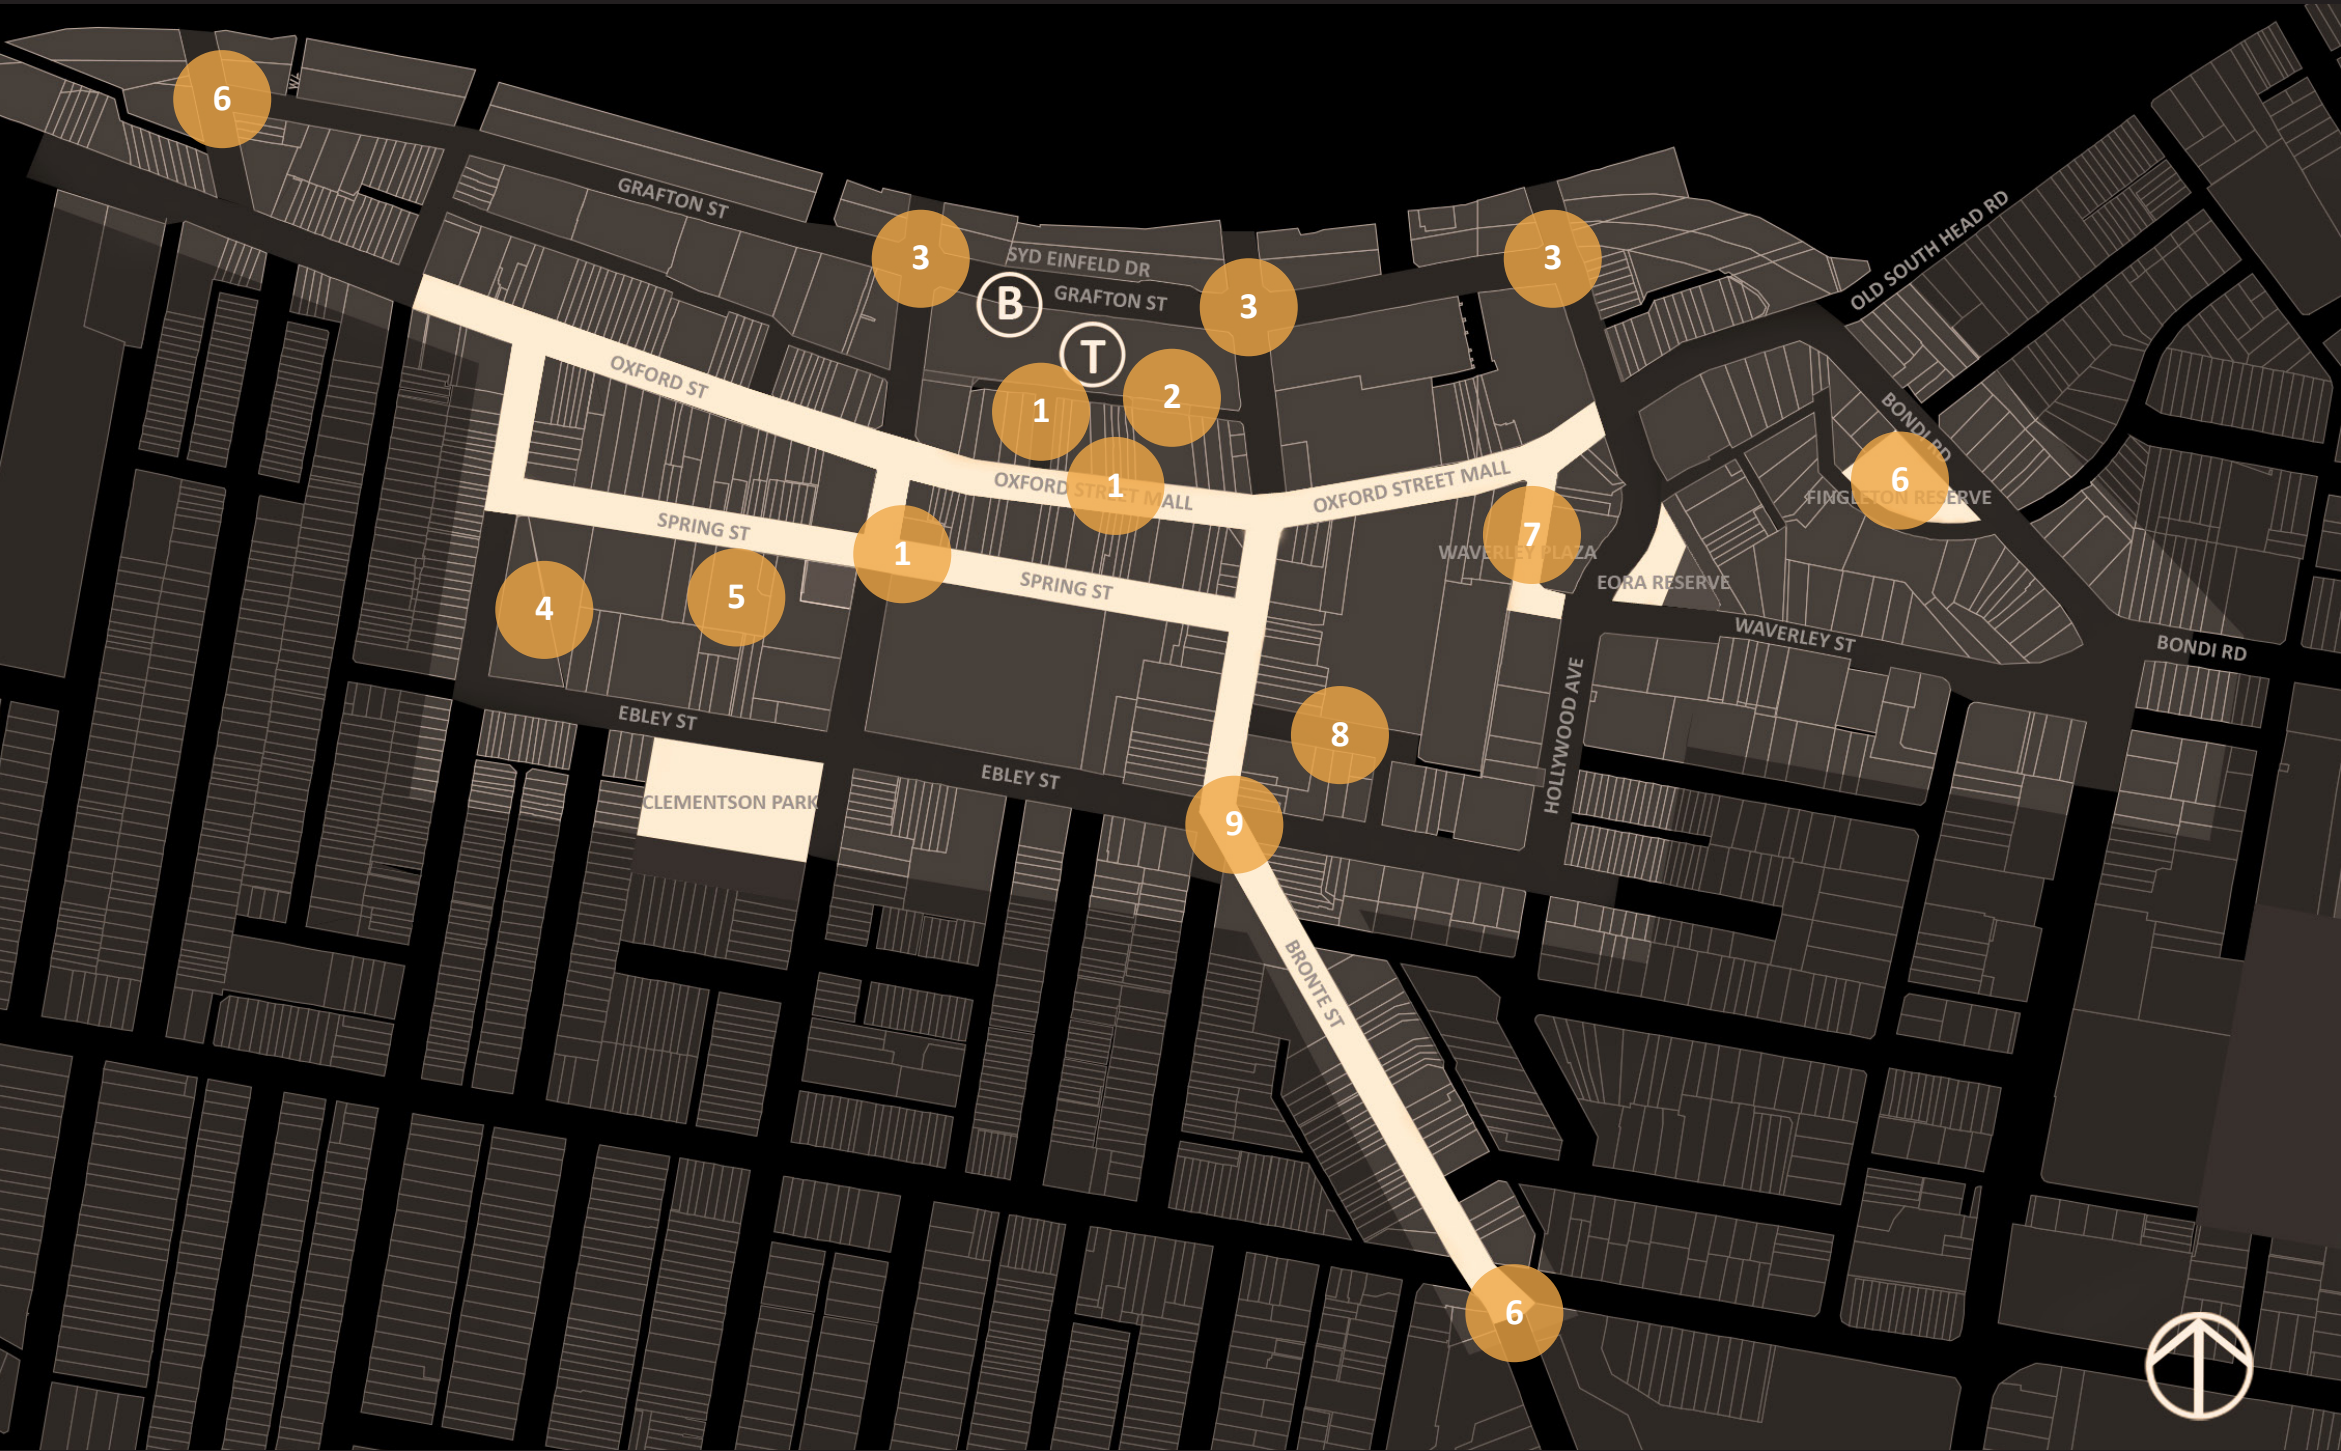 6
GRAFTON ST
3
SYD EINFELD DR
3
OLD SOUTH HEAD RD
B
GRAFTON ST
3
T
OXFORD ST
1
2
BONDI RD
OXFORD STREET MALL
1
OXFORD STREET MALL
6
FINGLETON RESERVE
SPRING ST
1
7
WAVERLEY PLAZA
EORA RESERVE
4
5
SPRING ST
WAVERLEY ST
BONDI RD
EBLEY ST
8
HOLLYWOOD AVE
EBLEY ST
CLEMENTSON PARK
9
BRONTE ST
6